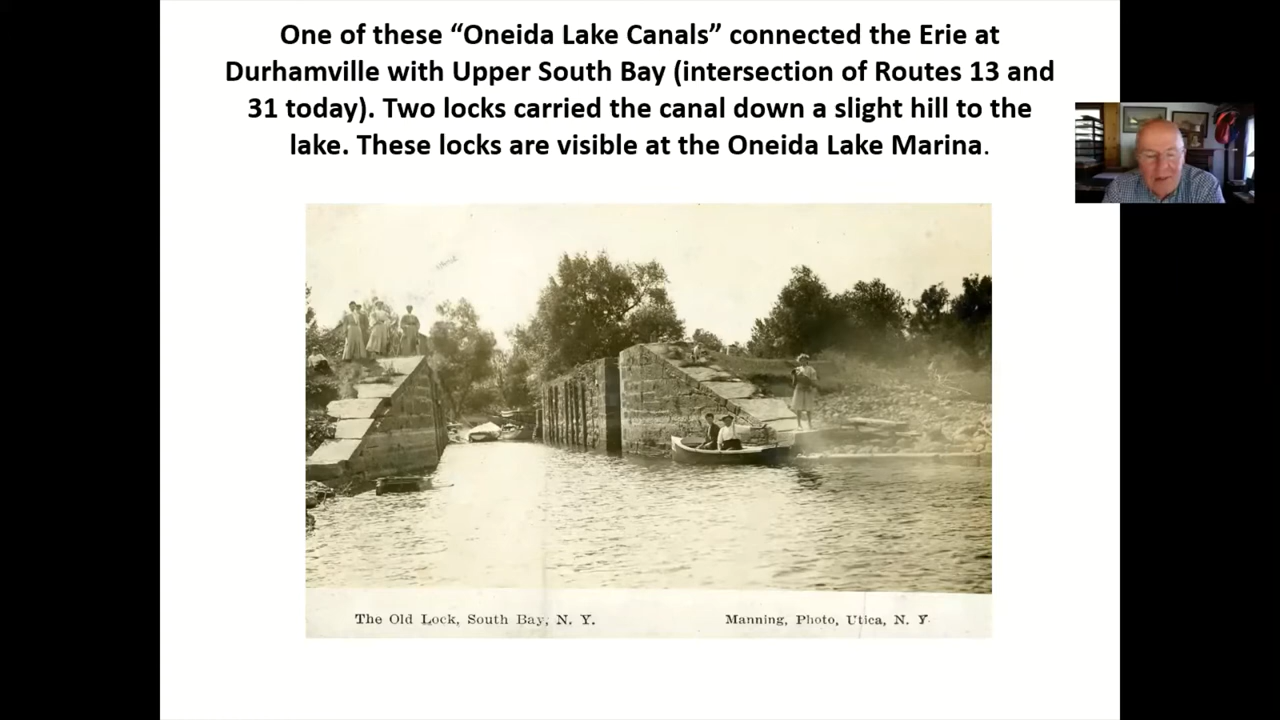 One of these “Oneida Lake Canals” connected the Erie at
Durhamville with Upper South Bay (intersection of Routes 13 and
31 today). Two locks carried the canal down a slight hill to the
lake. These locks are visible at the Oneida Lake Marina.
The Old Lock, South Bay, N. Y.
Manning, Photo, Utica, N. Y.